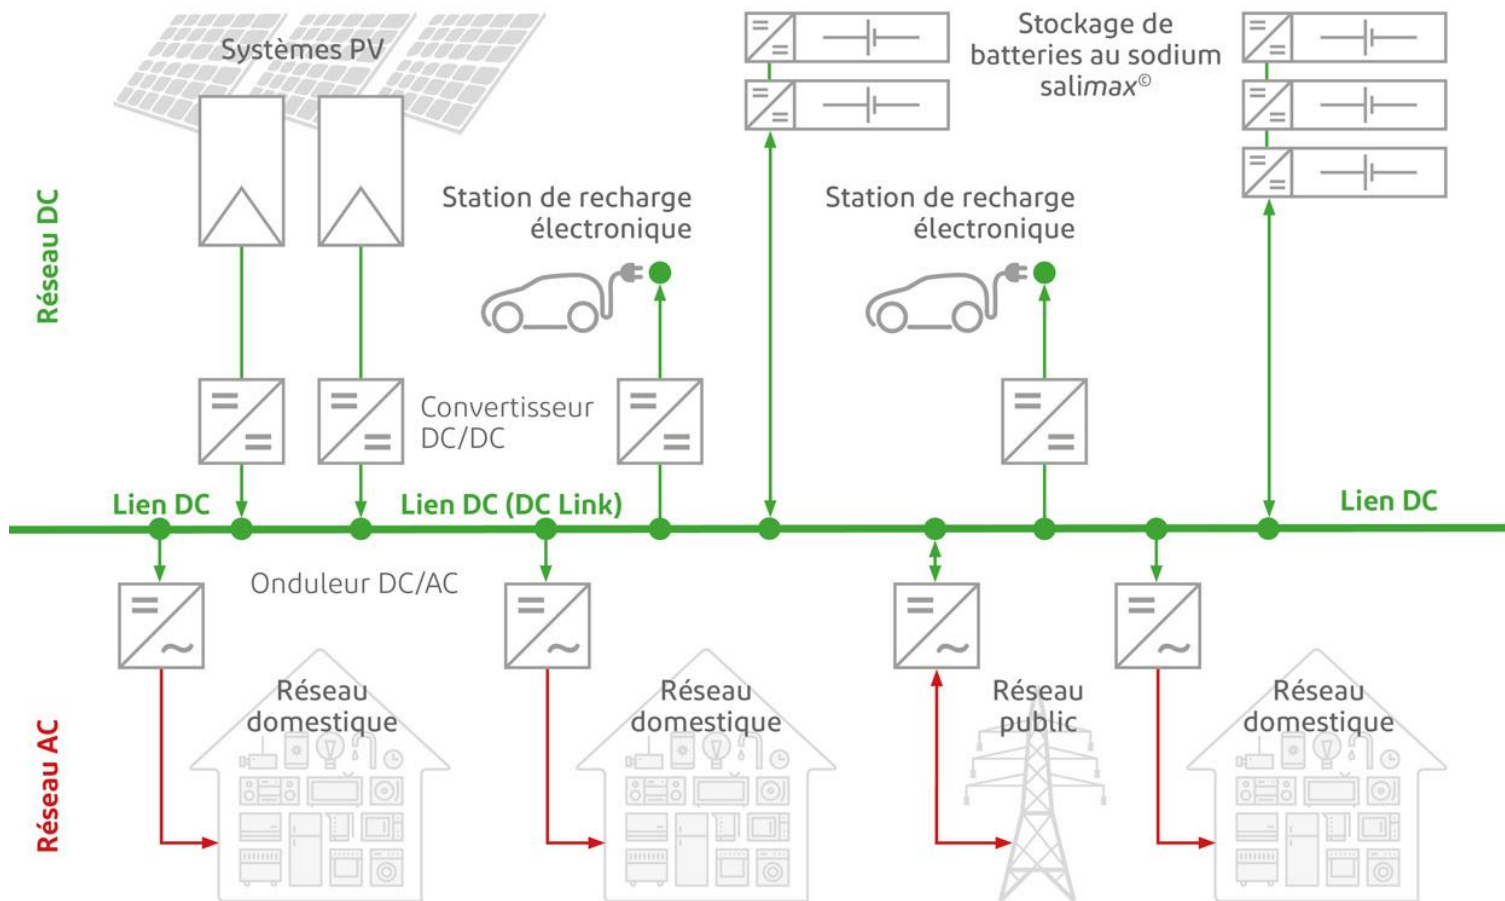 Systèmes PV
Stockage de
batteries au sodium
salimax©
Réseau DC
Station de recharge
électronique
Station de recharge
électronique
Convertisseur
DC/DC
Lien DC
Lien DC (DC Link)
Lien DC
Onduleur DC/AC
Réseau AC
Réseau
domestique
Réseau
domestique
Réseau
public
Réseau
domestique